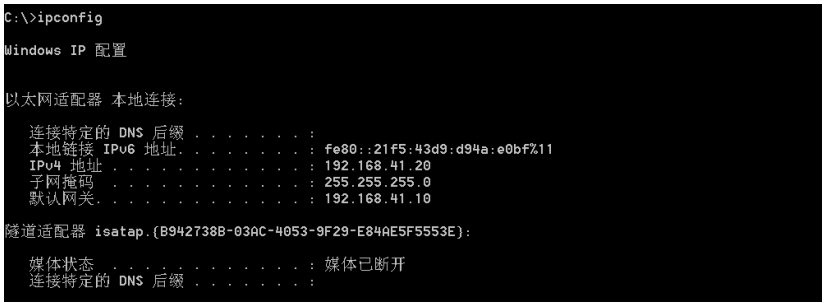 C:\>ipconfig
Windows IP 配置
以太网适配器 本地连接:
连接特定的 DNS 后缀 . . . . . . . :
本地链接 IPv6 地址. . . . . . . . : fe80::21f5:43d9:d94a:e0bf%11
IPv4 地址 . . . . . . . . . . . . : 192.168.41.20
子网掩码  . . . . . . . . . . . . : 255.255.255.0
默认网关. . . . . . . . . . . . . : 192.168.41.10
隧道适配器 isatap.{B942738B-03AC-4053-9F29-E84AE5F5553E}:
媒体状态  . . . . . . . . . . . . : 媒体已断开
连接特定的 DNS 后缀 . . . . . . . :